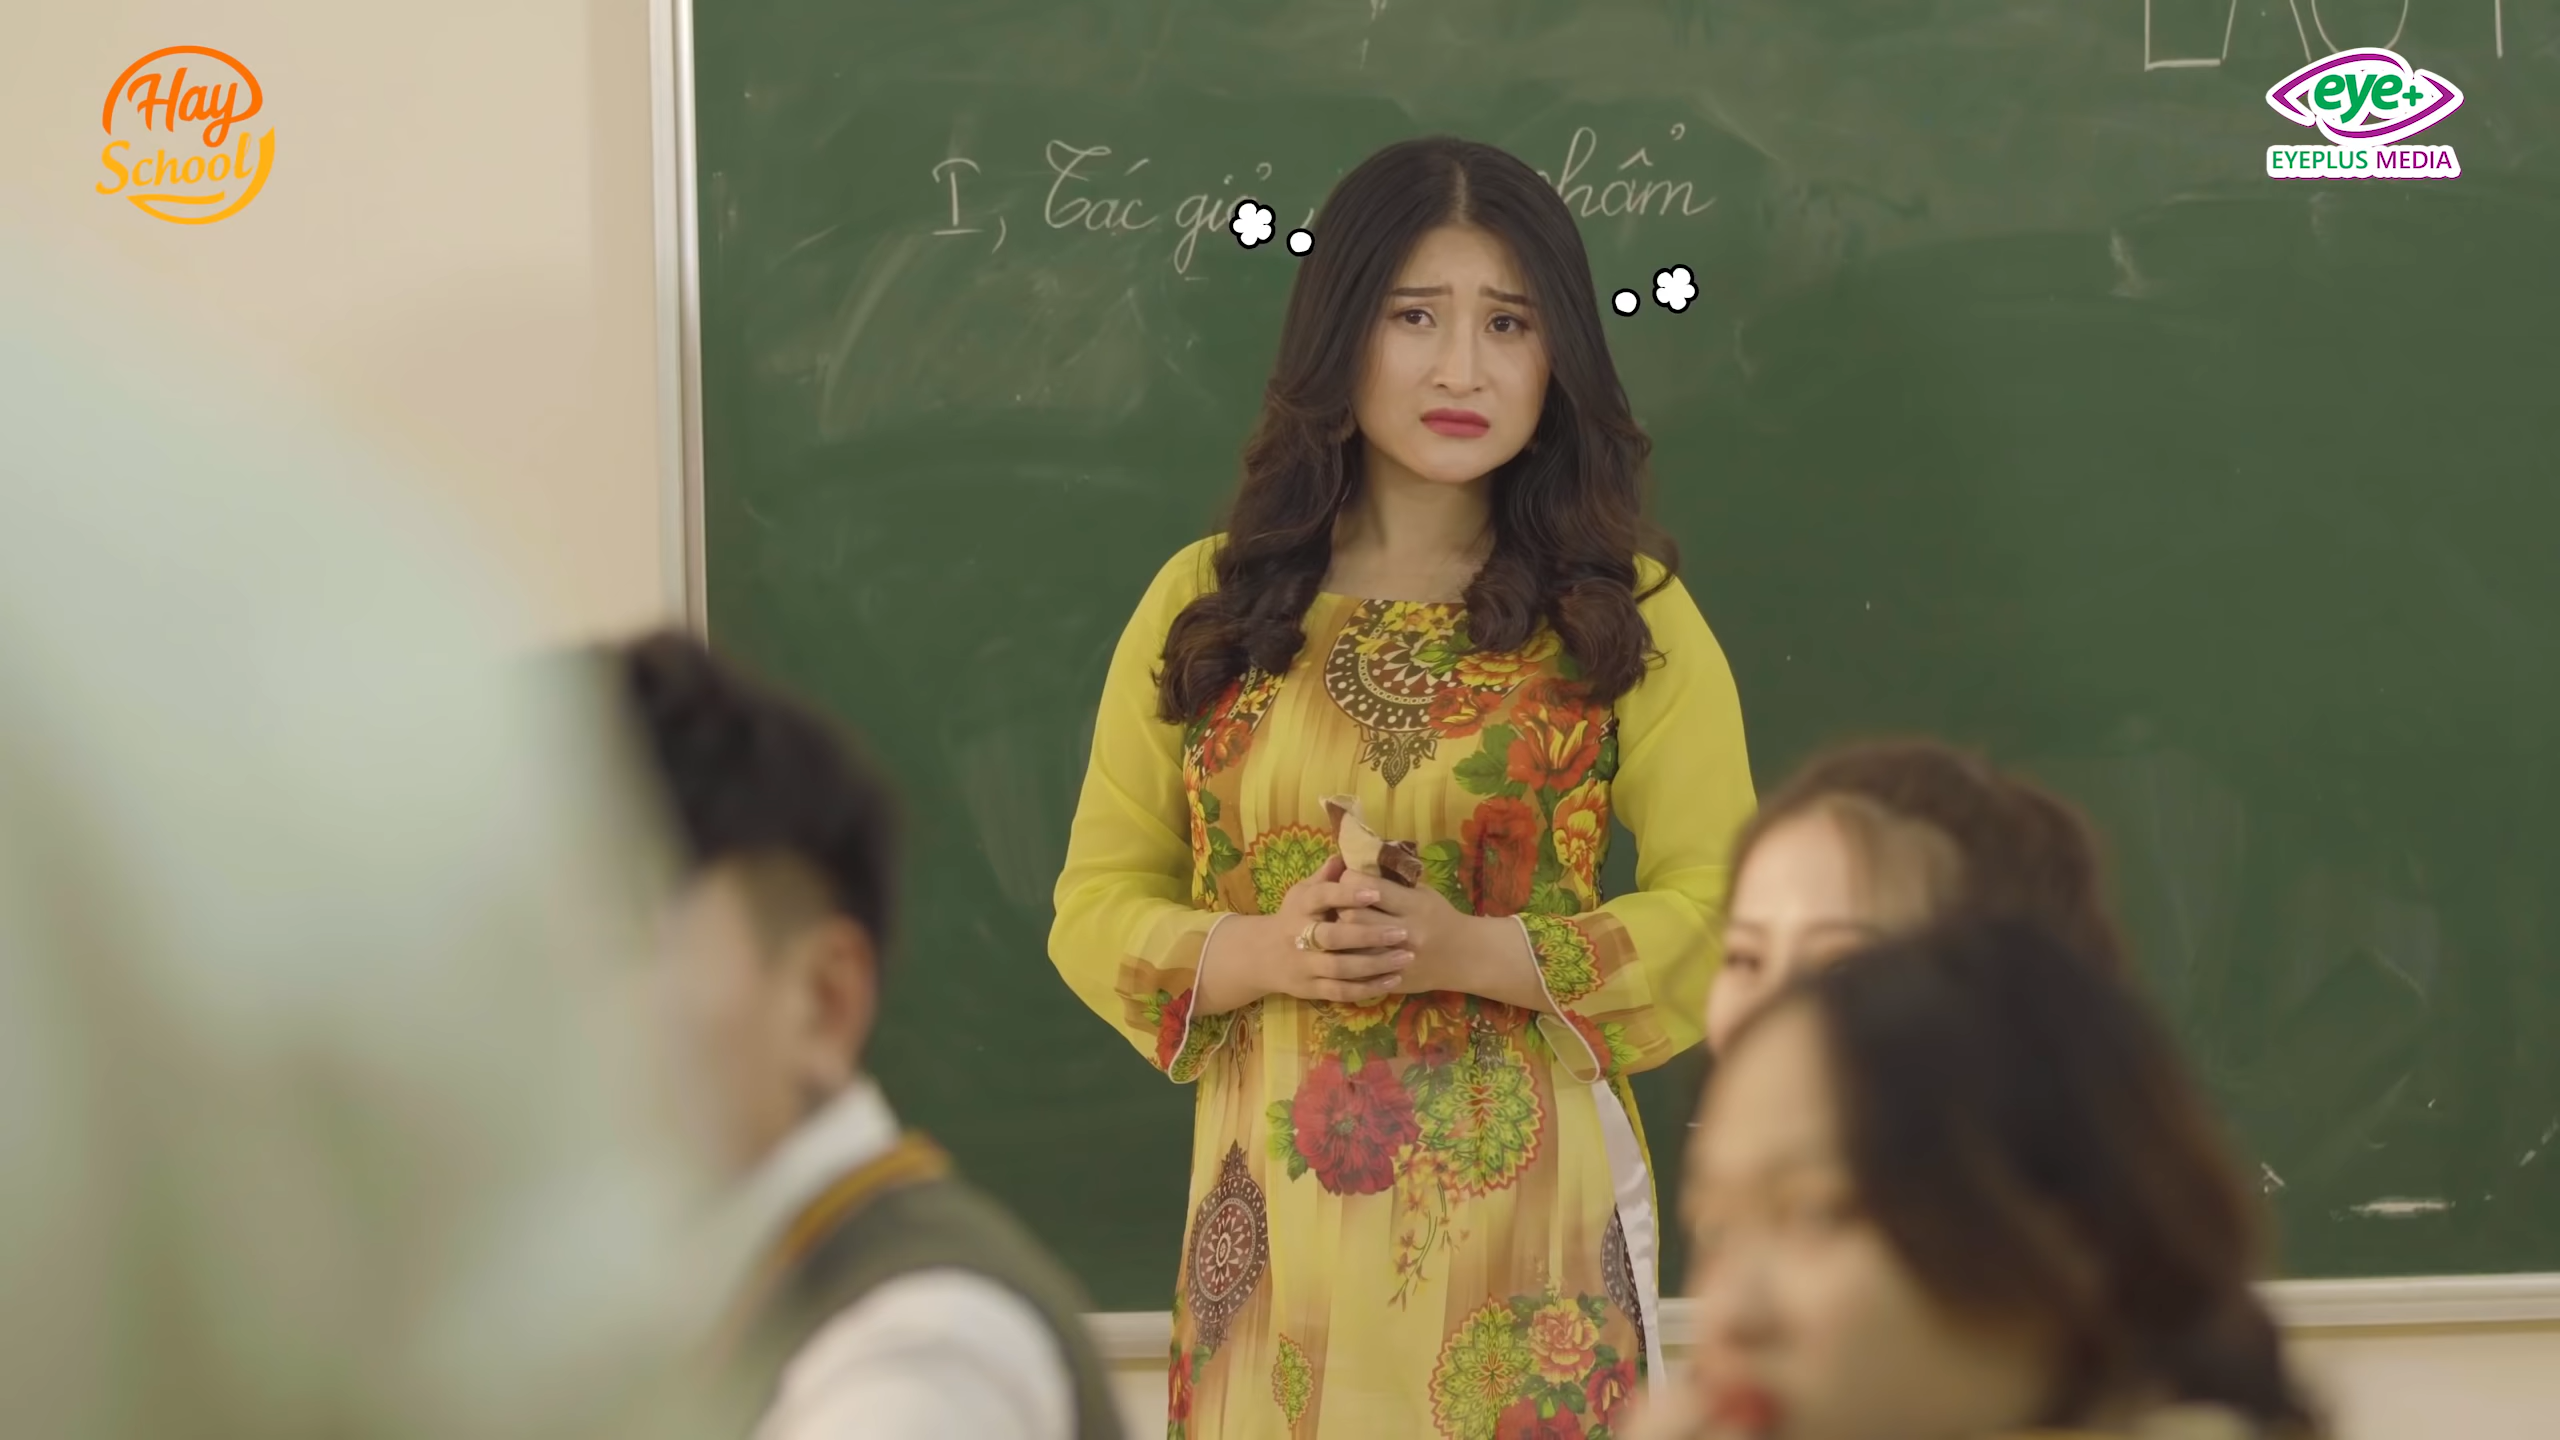 Hay
School
eye+
EYEPLUS MEDIA
I, Tác giả, phẩm